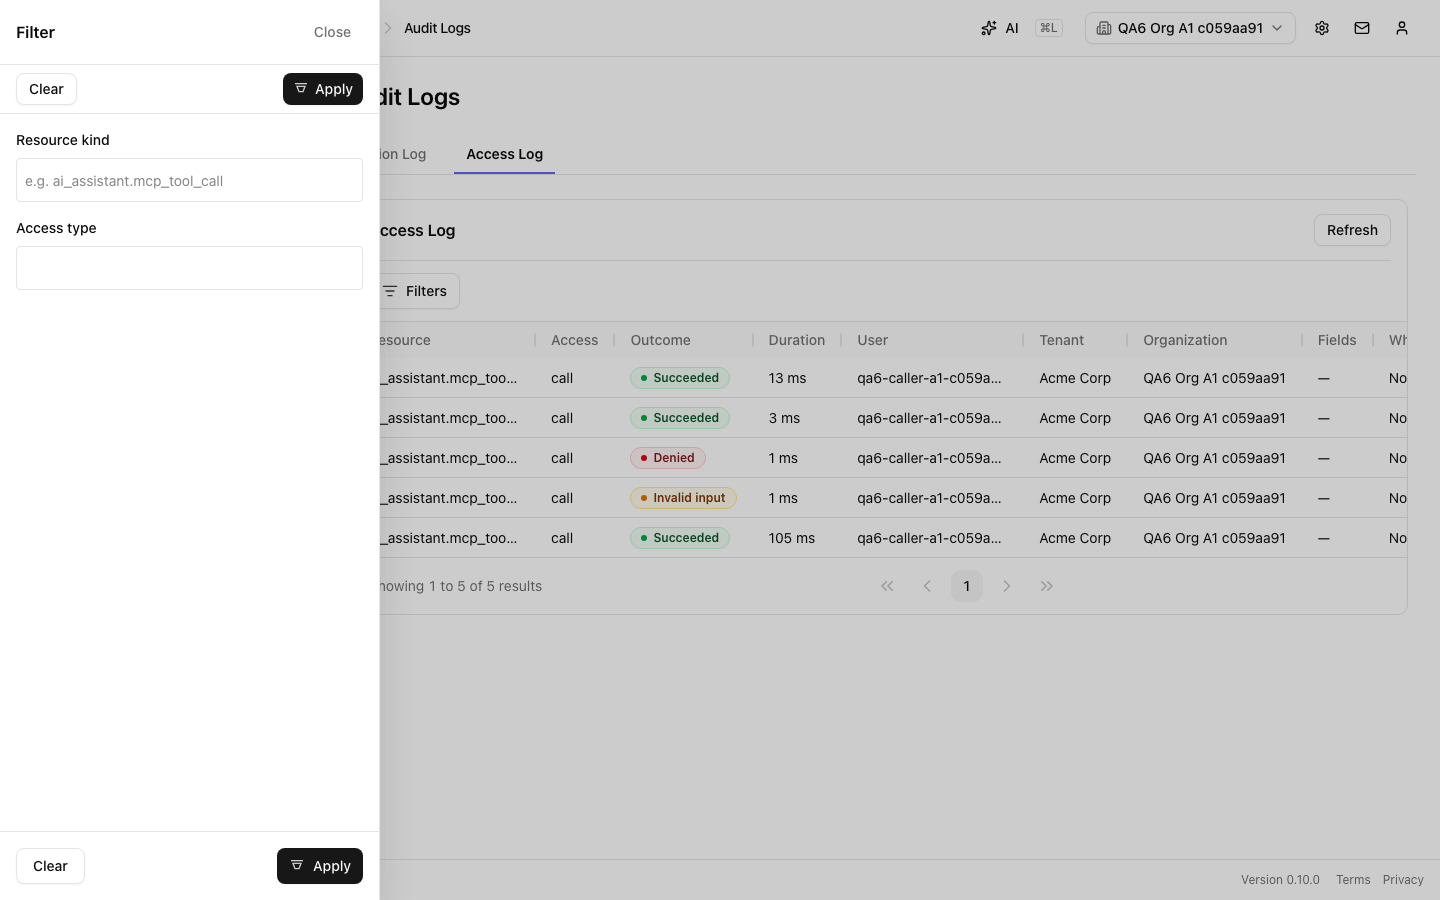 Filter
Close
Clear
Apply
Resource kind
e.g. ai_assistant.mcp_tool_call
Access type
Clear
Apply
Audit Logs
AI
⌘L
QA6 Org A1 c059aa91
dit Logs
ion Log
Access Log
ccess Log
Refresh
Filters
esource Access Outcome Duration User Tenant Organization Fields Wh
_assistant.mcp_too... call Succeeded 13 ms qa6-caller-a1-c059a... Acme Corp QA6 Org A1 c059aa91 — No
_assistant.mcp_too... call Succeeded 3 ms qa6-caller-a1-c059a... Acme Corp QA6 Org A1 c059aa91 — No
_assistant.mcp_too... call Denied 1 ms qa6-caller-a1-c059a... Acme Corp QA6 Org A1 c059aa91 — No
_assistant.mcp_too... call Invalid input 1 ms qa6-caller-a1-c059a... Acme Corp QA6 Org A1 c059aa91 — No
_assistant.mcp_too... call Succeeded 105 ms qa6-caller-a1-c059a... Acme Corp QA6 Org A1 c059aa91 — No
howing 1 to 5 of 5 results
1
Version 0.10.0 Terms Privacy